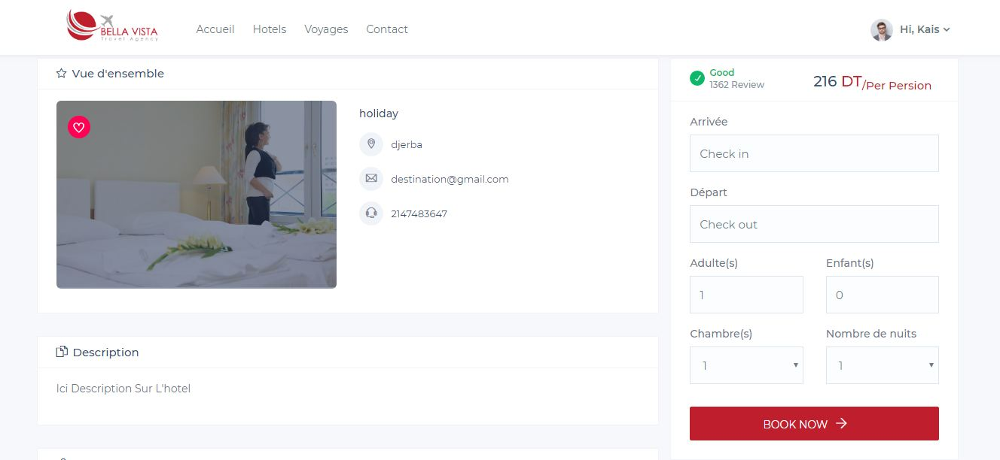 BELLA VISTA
Travel Agency
Accueil
Hotels
Voyages
Contact
Hi, Kais
Vue d'ensemble
holiday
djerba
destination@gmail.com
2147483647
Description
Ici Description Sur L'hotel
Good
1362 Review
216 DT/Per Persion
Arrivée
Check in
Départ
Check out
Adulte(s)
Enfant(s)
1
0
Chambre(s)
Nombre de nuits
1
1
BOOK NOW